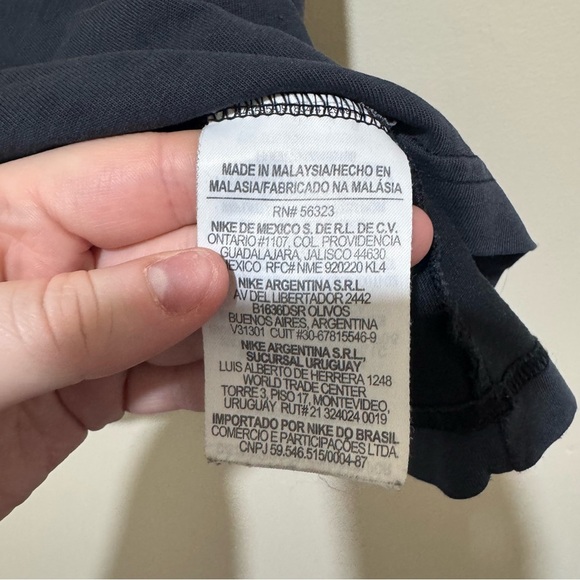 MADE IN MALAYSIA/HECHO EN
MALASIA/FABRICADO NA MALÁSIA
RN# 56323
NIKE DE MEXICO S. DE R.L. DE C.V.
ONTARIO #1107, COL. PROVIDENCIA
GUADALAJARA, JALISCO 44630
MEXICO RFC# NME 920220 KL4
NIKE ARGENTINA S.R.L.
AV DEL LIBERTADOR 2442
B1636DSR OLIVOS
BUENOS AIRES, ARGENTINA
V31301 CUIT #30-67815546-9
NIKE ARGENTINA S.R.L.
SUCURSAL URUGUAY
LUIS ALBERTO DE HERRERA 1248
WORLD TRADE CENTER
TORRE 3, PISO 17, MONTEVIDEO,
URUGUAY RUT# 21 324024 0019
IMPORTADO POR NIKE DO BRASIL
COMERCIO E PARTICIPAÇÕES LTDA.
CNPJ 59.546.515/0004-87